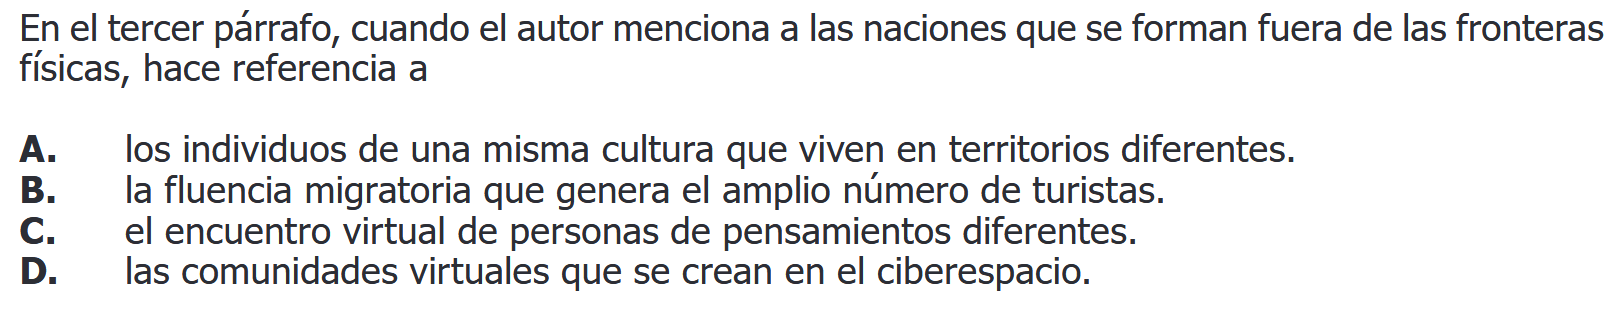 En el tercer párrafo, cuando el autor menciona a las naciones que se forman fuera de las fronteras
físicas, hace referencia a
A. los individuos de una misma cultura que viven en territorios diferentes.
B. la fluencia migratoria que genera el amplio número de turistas.
C. el encuentro virtual de personas de pensamientos diferentes.
D. las comunidades virtuales que se crean en el ciberespacio.